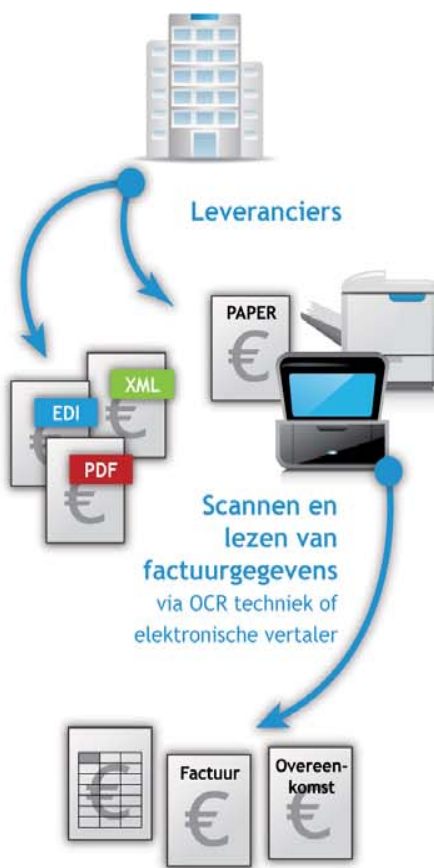 Leveranciers
PAPER
€
XML
€
EDI
€
PDF
€
Scannen en
lezen van
factuurgegevens
via OCR techniek of
elektronische vertaler
€
Factuur
€
Overeen-
komst
€